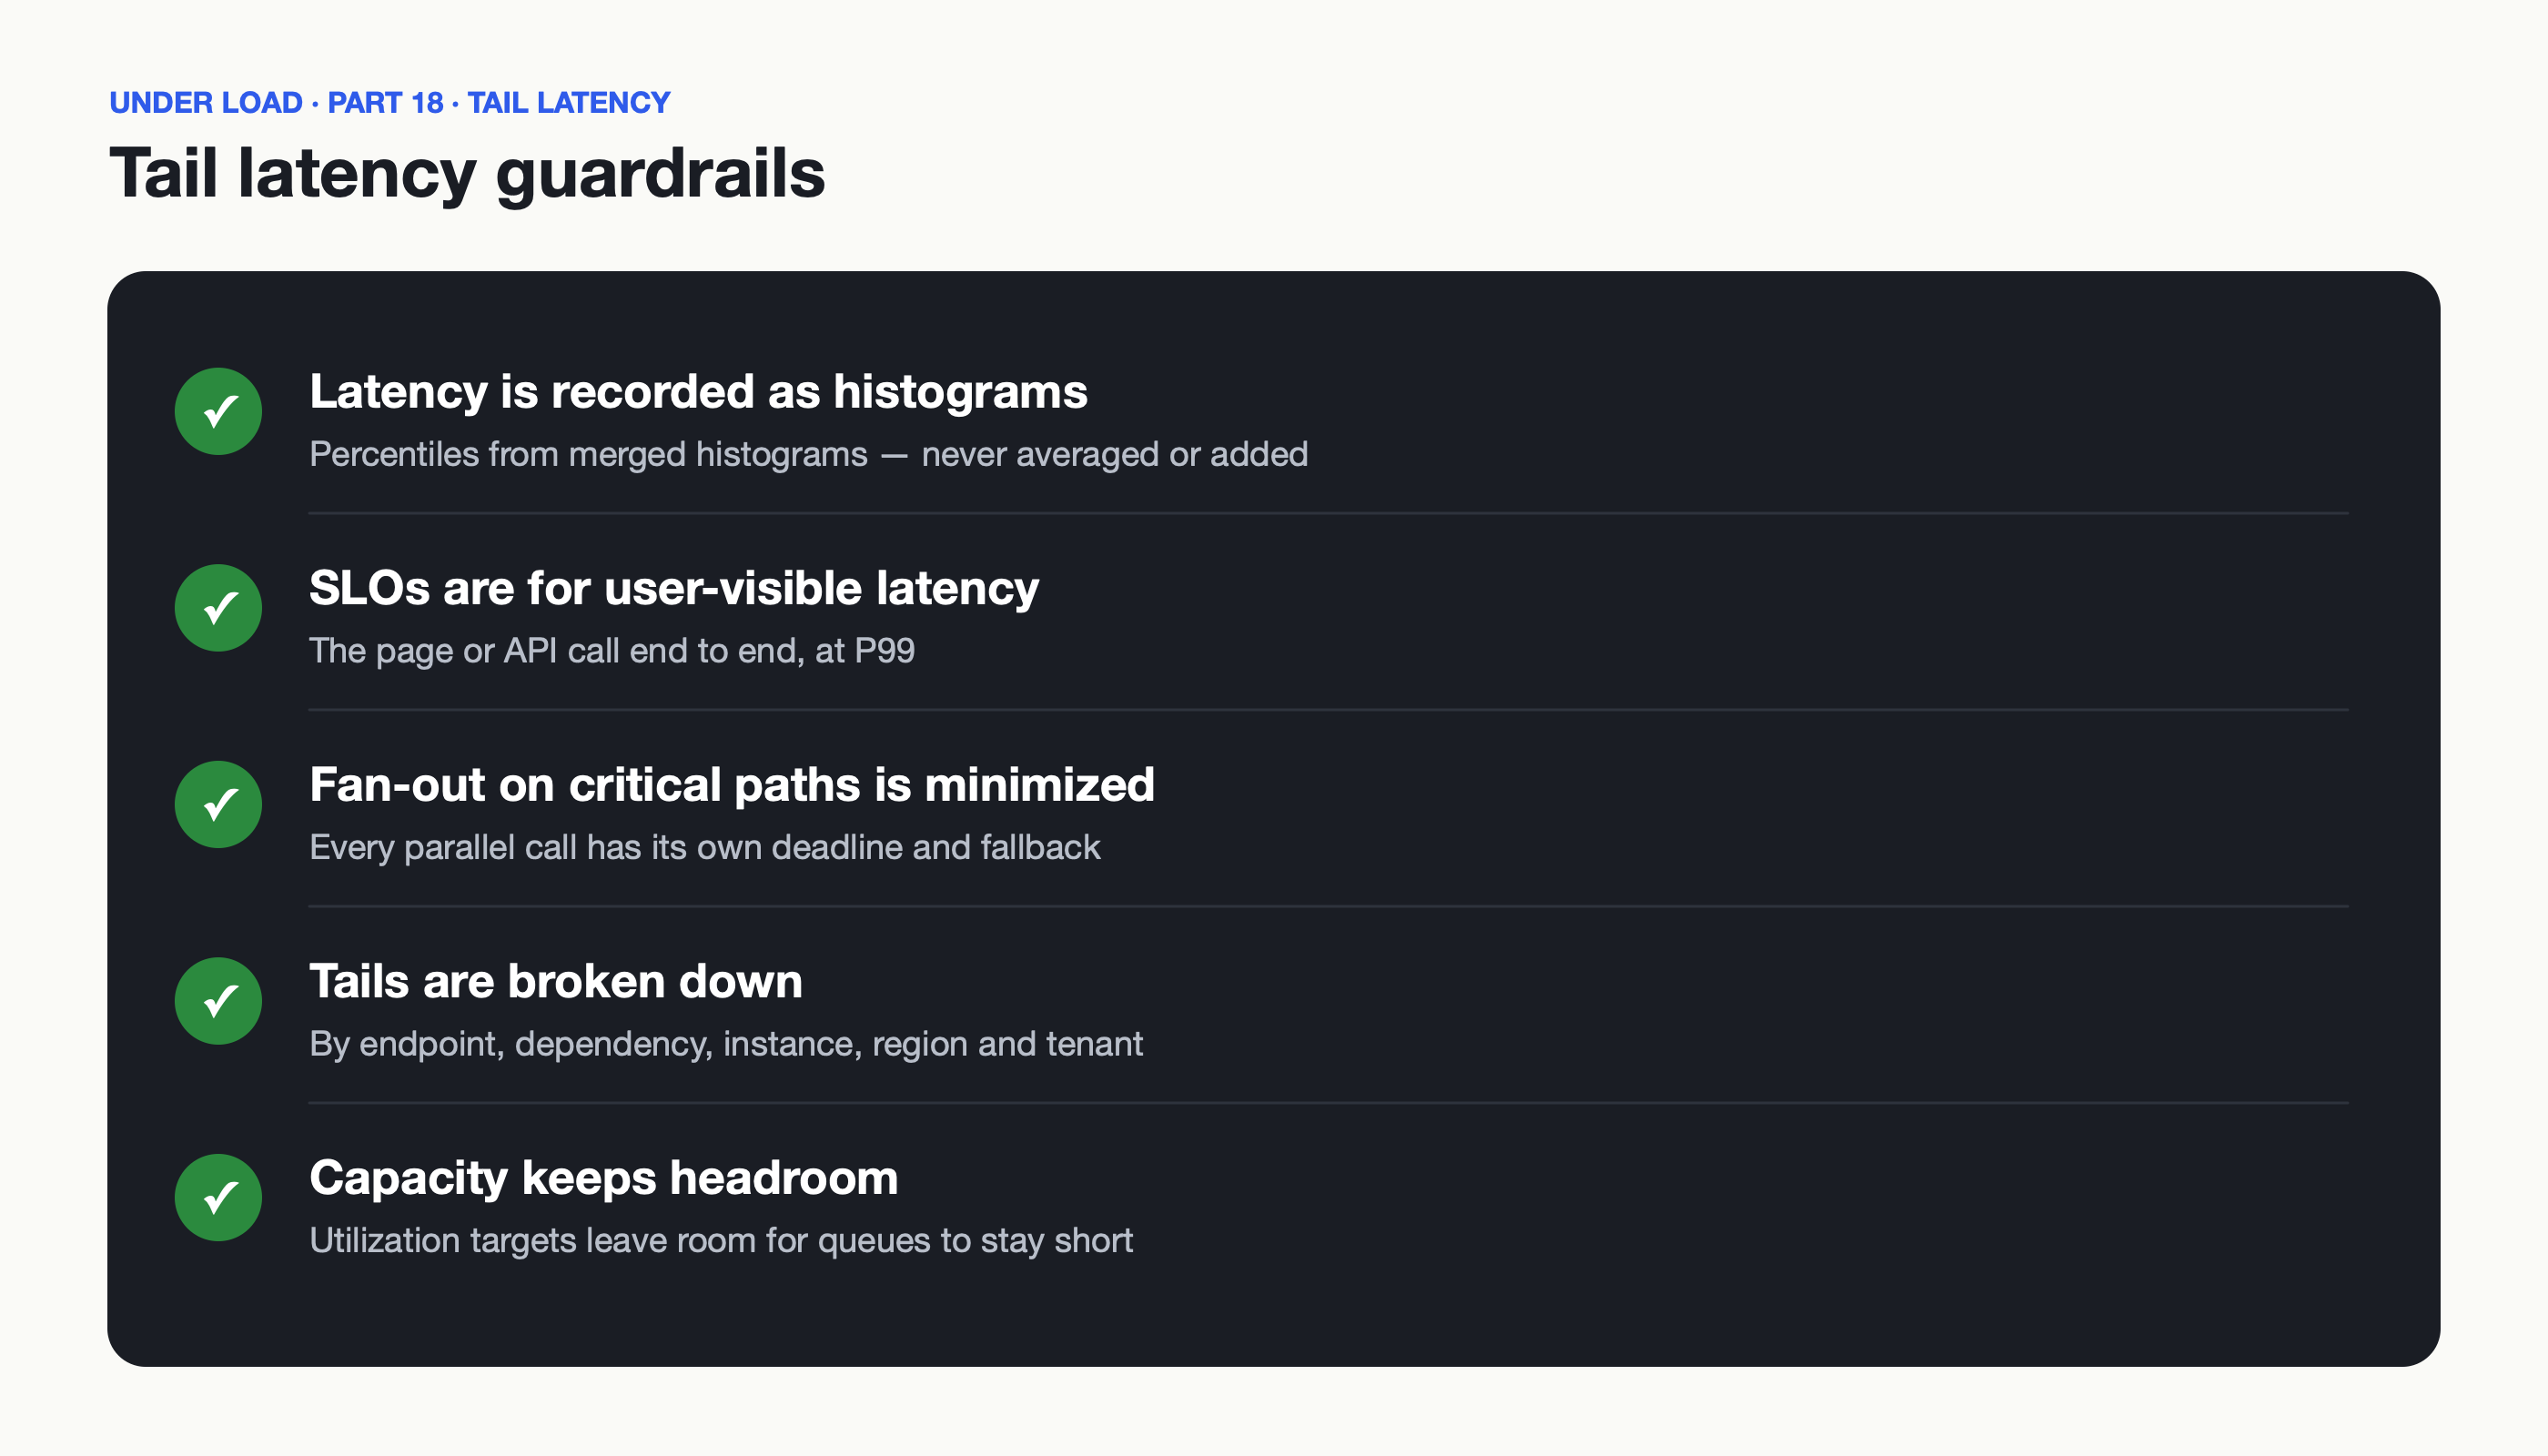 UNDER LOAD · PART 18 · TAIL LATENCY
Tail latency guardrails
Latency is recorded as histograms
Percentiles from merged histograms — never averaged or added
SLOs are for user-visible latency
The page or API call end to end, at P99
Fan-out on critical paths is minimized
Every parallel call has its own deadline and fallback
Tails are broken down
By endpoint, dependency, instance, region and tenant
Capacity keeps headroom
Utilization targets leave room for queues to stay short